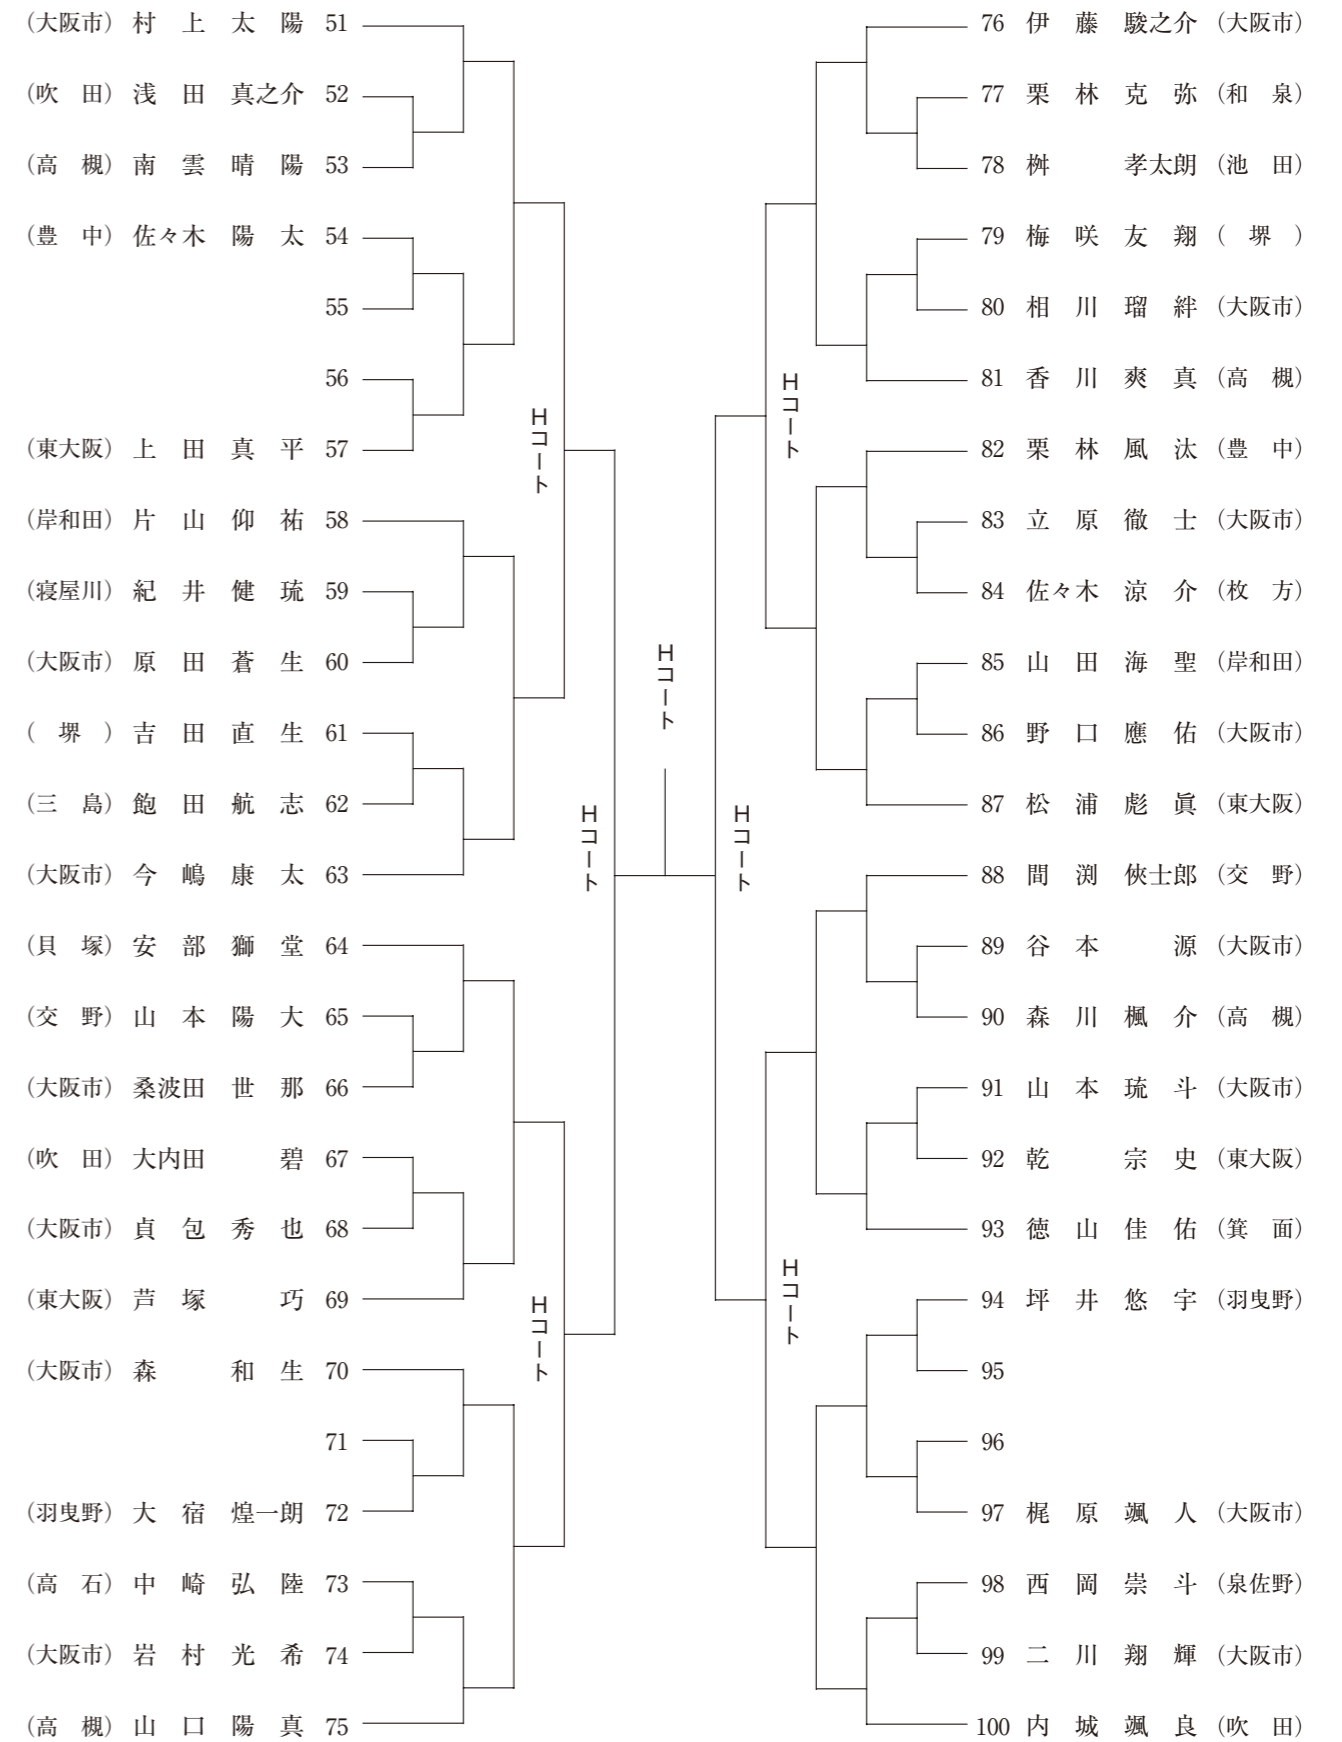 (大阪市) 村 上 太 陽 51
(吹 田) 浅 田 真之介 52
(高 槻) 南 雲 晴 陽 53
(豊 中) 佐々木 陽 太 54
55
56
(東大阪) 上 田 真 平 57
(岸和田) 片 山 仰 祐 58
(寝屋川) 紀 井 健 琉 59
(大阪市) 原 田 蒼 生 60
( 堺 ) 吉 田 直 生 61
(三 島) 飽 田 航 志 62
(大阪市) 今 嶋 康 太 63
(貝 塚) 安 部 獅 堂 64
(交 野) 山 本 陽 大 65
(大阪市) 桑波田 世 那 66
(吹 田) 大内田 碧 67
(大阪市) 貞 包 秀 也 68
(東大阪) 芦 塚 巧 69
(大阪市) 森 和 生 70
71
(羽曳野) 大 宿 煌一朗 72
(高 石) 中 崎 弘 陸 73
(大阪市) 岩 村 光 希 74
(高 槻) 山 口 陽 真 75
Hコート
Hコート
Hコート
Hコート
Hコート
Hコート
Hコート
76 伊 藤 駿之介 (大阪市)
77 栗 林 克 弥 (和 泉)
78 桝 孝太朗 (池 田)
79 梅 咲 友 翔 ( 堺 )
80 相 川 瑠 絆 (大阪市)
81 香 川 爽 真 (高 槻)
82 栗 林 風 汰 (豊 中)
83 立 原 徹 士 (大阪市)
84 佐々木 涼 介 (枚 方)
85 山 田 海 聖 (岸和田)
86 野 口 應 佑 (大阪市)
87 松 浦 彪 眞 (東大阪)
88 間 渕 俠士郎 (交 野)
89 谷 本 源 (大阪市)
90 森 川 楓 介 (高 槻)
91 山 本 琉 斗 (大阪市)
92 乾 宗 史 (東大阪)
93 徳 山 佳 佑 (箕 面)
94 坪 井 悠 宇 (羽曳野)
95
96
97 梶 原 颯 人 (大阪市)
98 西 岡 崇 斗 (泉佐野)
99 二 川 翔 輝 (大阪市)
100 内 城 颯 良 (吹 田)